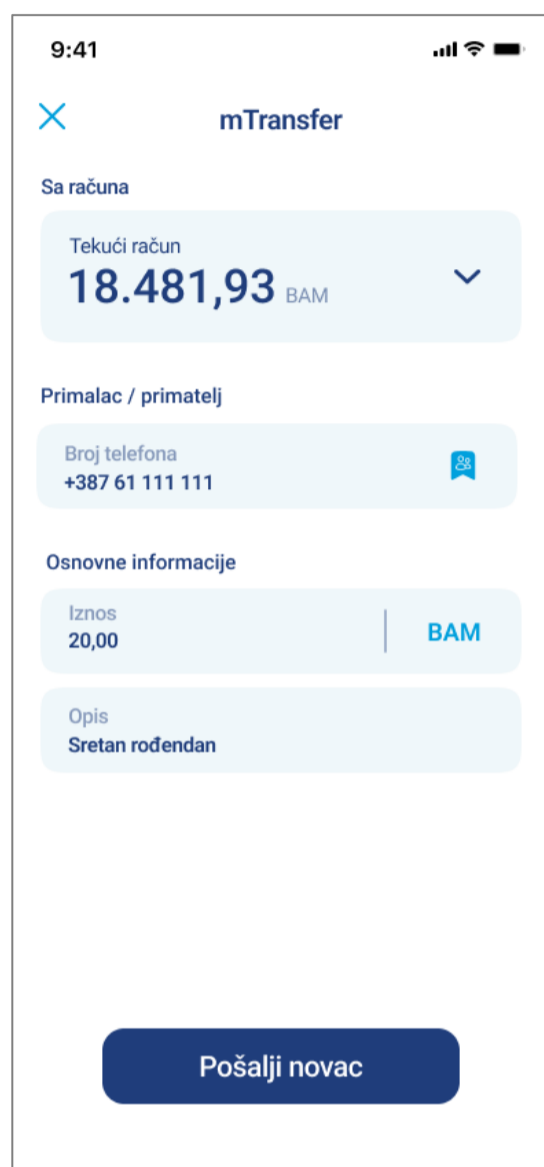 9:41
mTransfer
Sa računa
Tekući račun
18.481,93 BAM
Primalac / primatelj
Broj telefona
+387 61 111 111
Osnovne informacije
Iznos
20,00
BAM
Opis
Sretan rođendan
Pošalji novac